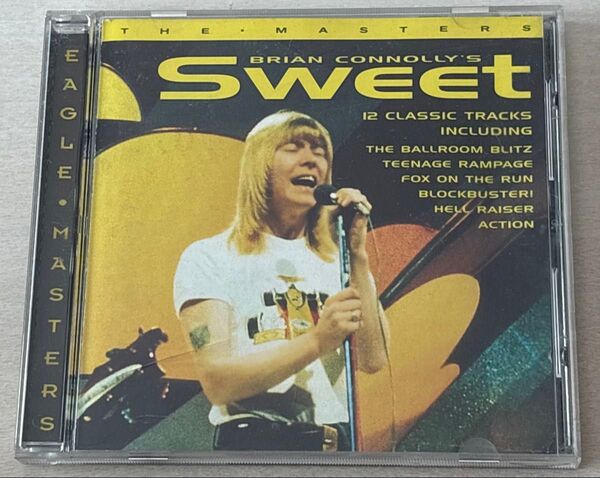 THE • MASTERS
EAGLE • MASTERS
BRIAN CONNOLLY'S
Sweet
12 CLASSIC TRACKS
INCLUDING
THE BALLROOM BLITZ
TEENAGE RAMPAGE
FOX ON THE RUN
BLOCKBUSTER!
HELL RAISER
ACTION